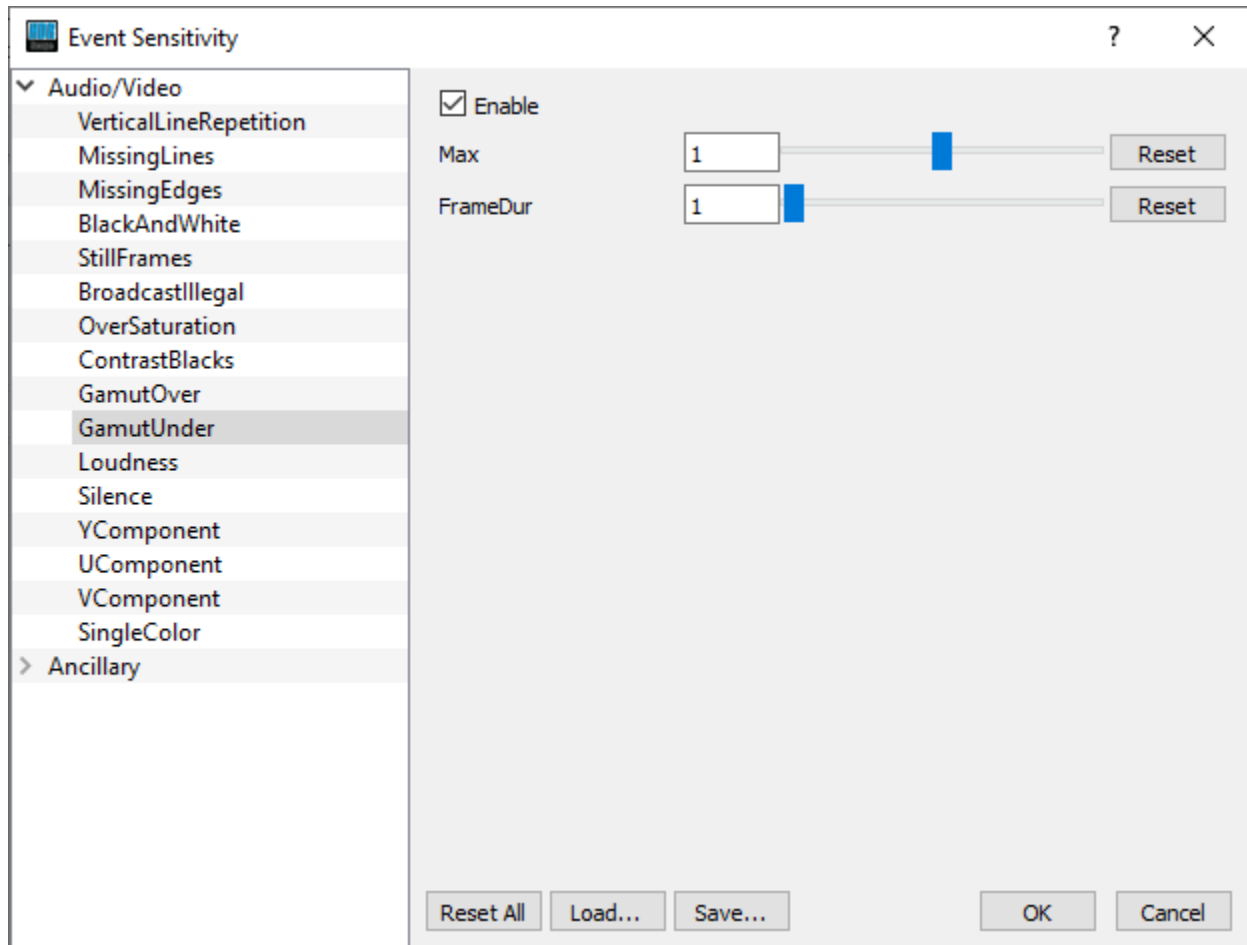 Event Sensitivity
?
Audio/Video
VerticalLineRepetition
MissingLines
MissingEdges
BlackAndWhite
StillFrames
BroadcastIllegal
OverSaturation
ContrastBlacks
GamutOver
GamutUnder
Loudness
Silence
YComponent
UComponent
VComponent
SingleColor
Ancillary
Enable
Max 1 Reset
FrameDur 1 Reset
Reset All Load... Save... OK Cancel